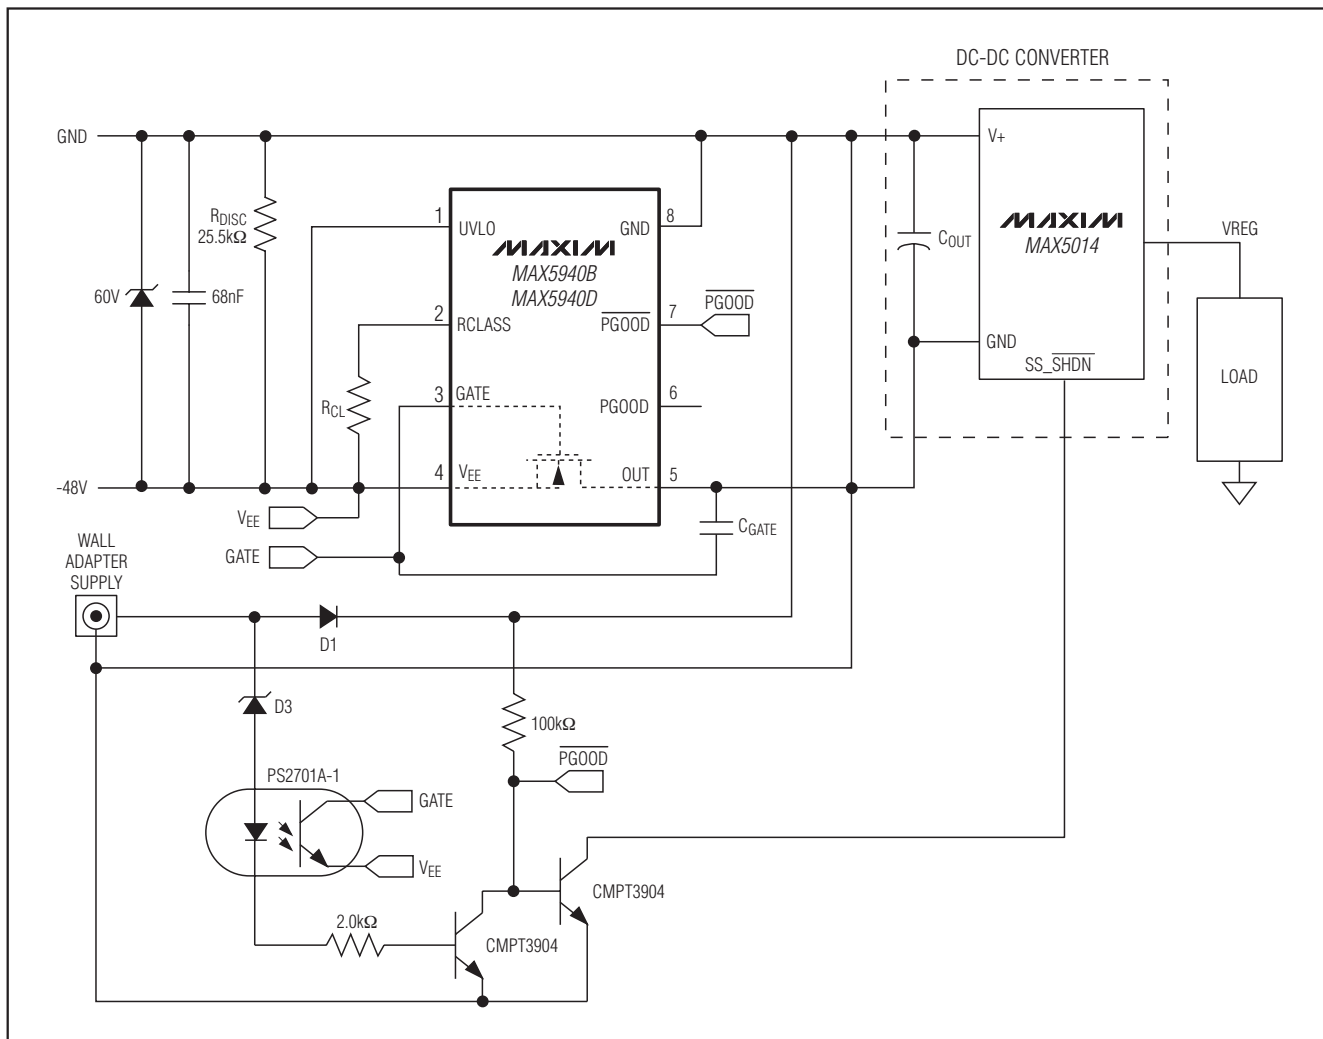 DC-DC CONVERTER
GND
V+
RDISC
25.5kΩ
1
UVLO
GND
8
MAXIM
MAX5940B
MAX5940D
COUT
MAXIM
MAX5014
VREG
60V
68nF
2
RCLASS
PGOOD
7
PGOOD
GND
SS_SHDN
LOAD
RCL
3
GATE
PGOOD
6
-48V
4
VEE
OUT
5
VEE
CGATE
GATE
WALL
ADAPTER
SUPPLY
D1
D3
100kΩ
PGOOD
PS2701A-1
GATE
VEE
CMPT3904
2.0kΩ
CMPT3904